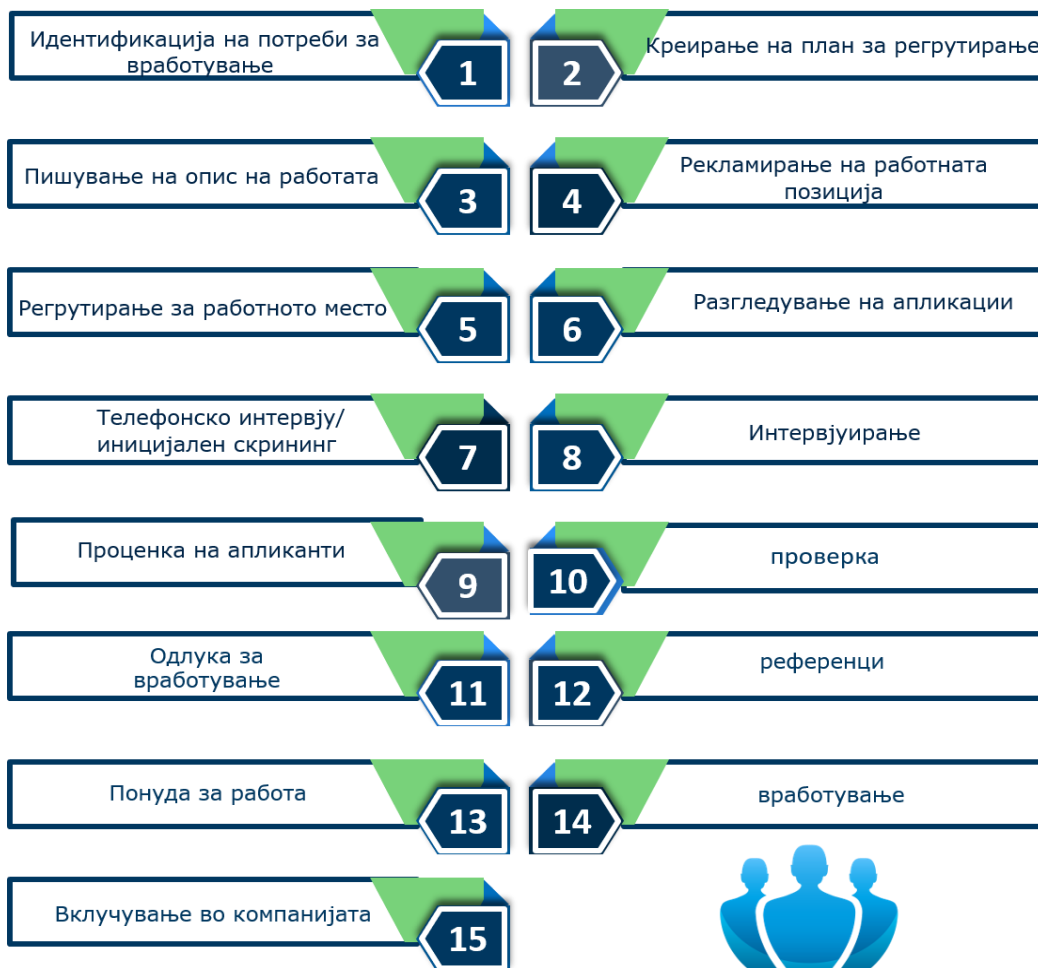 Идентификација на потреби за
вработување
1
2
Креирање на план за регрутирање
Пишување на опис на работата
3
4
Рекламирање на работната
позиција
Регрутирање за работното место
5
6
Разгледување на апликации
Телефонско интервју/
иницијален скрининг
7
8
Интервјуирање
Проценка на апликанти
9
10
проверка
Одлука за
вработување
11
12
референци
Понуда за работа
13
14
вработување
Вклучување во компанијата
15